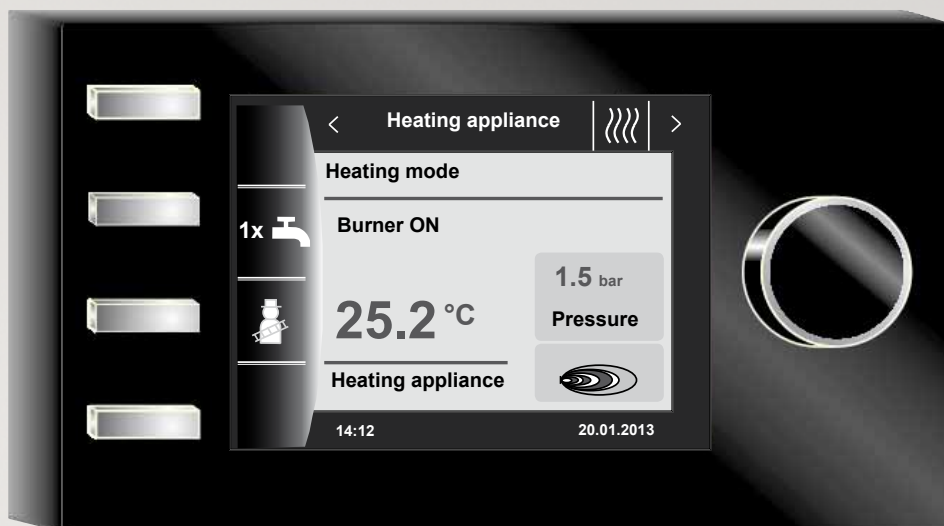 Heating appliance
Heating mode
1x
Burner ON
1.5 bar
Pressure
25.2 °C
Heating appliance
14:12
20.01.2013